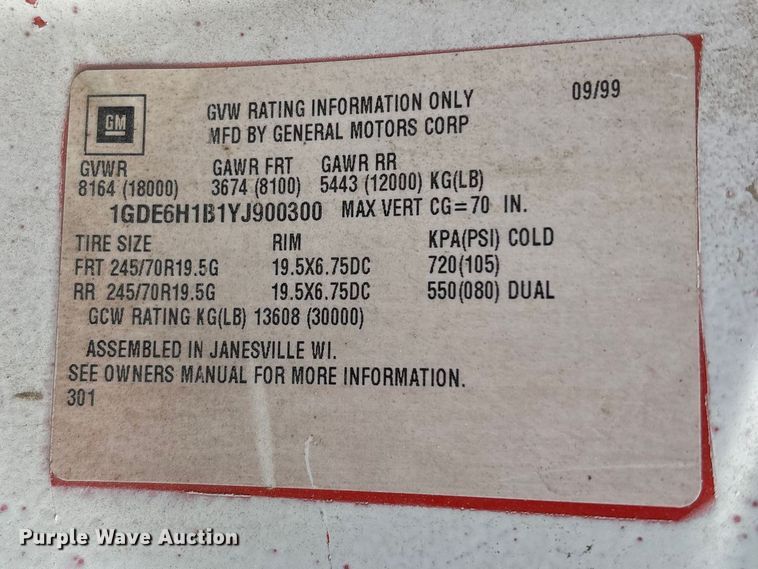 GM
GVW RATING INFORMATION ONLY 09/99
MFD BY GENERAL MOTORS CORP
GVWR GAWR FRT GAWR RR
8164 (18000) 3674 (8100) 5443 (12000) KG(LB)
1GDE6H1B1YJ900300 MAX VERT CG=70 IN.
TIRE SIZE RIM KPA(PSI) COLD
FRT 245/70R19.5G 19.5X6.75DC 720(105)
RR 245/70R19.5G 19.5X6.75DC 550(080) DUAL
GCW RATING KG(LB) 13608 (30000)
ASSEMBLED IN JANESVILLE WI.
SEE OWNERS MANUAL FOR MORE INFORMATION.
301
Purple Wave Auction